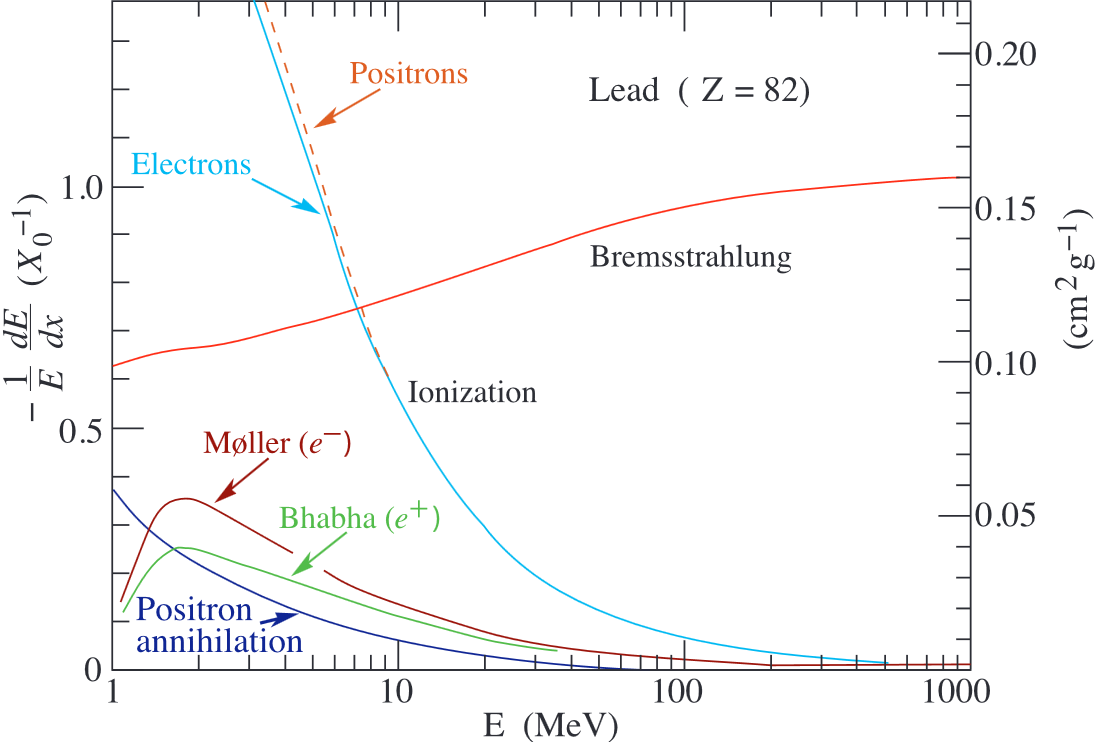 Positrons
Lead ( Z = 82)
Electrons
Bremsstrahlung
Ionization
Møller (e−)
Bhabha (e+)
Positron
annihilation
− 1/E dE/dx (X0−1)
1.0
0.5
0
0.20
0.15
0.10
0.05
(cm2 g−1)
1 10 100 1000
E (MeV)